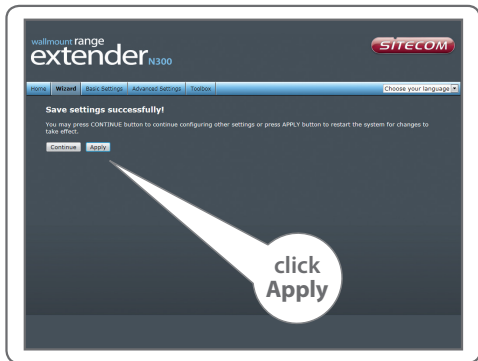 wallmount range
extender N300
SITECOM
Home Wizard Basic Settings Advanced Settings Toolbox Choose your language
Save settings successfully!
You may press CONTINUE button to continue configuring other settings or press APPLY button to restart the system for changes to
take effect.
Continue Apply
click
Apply